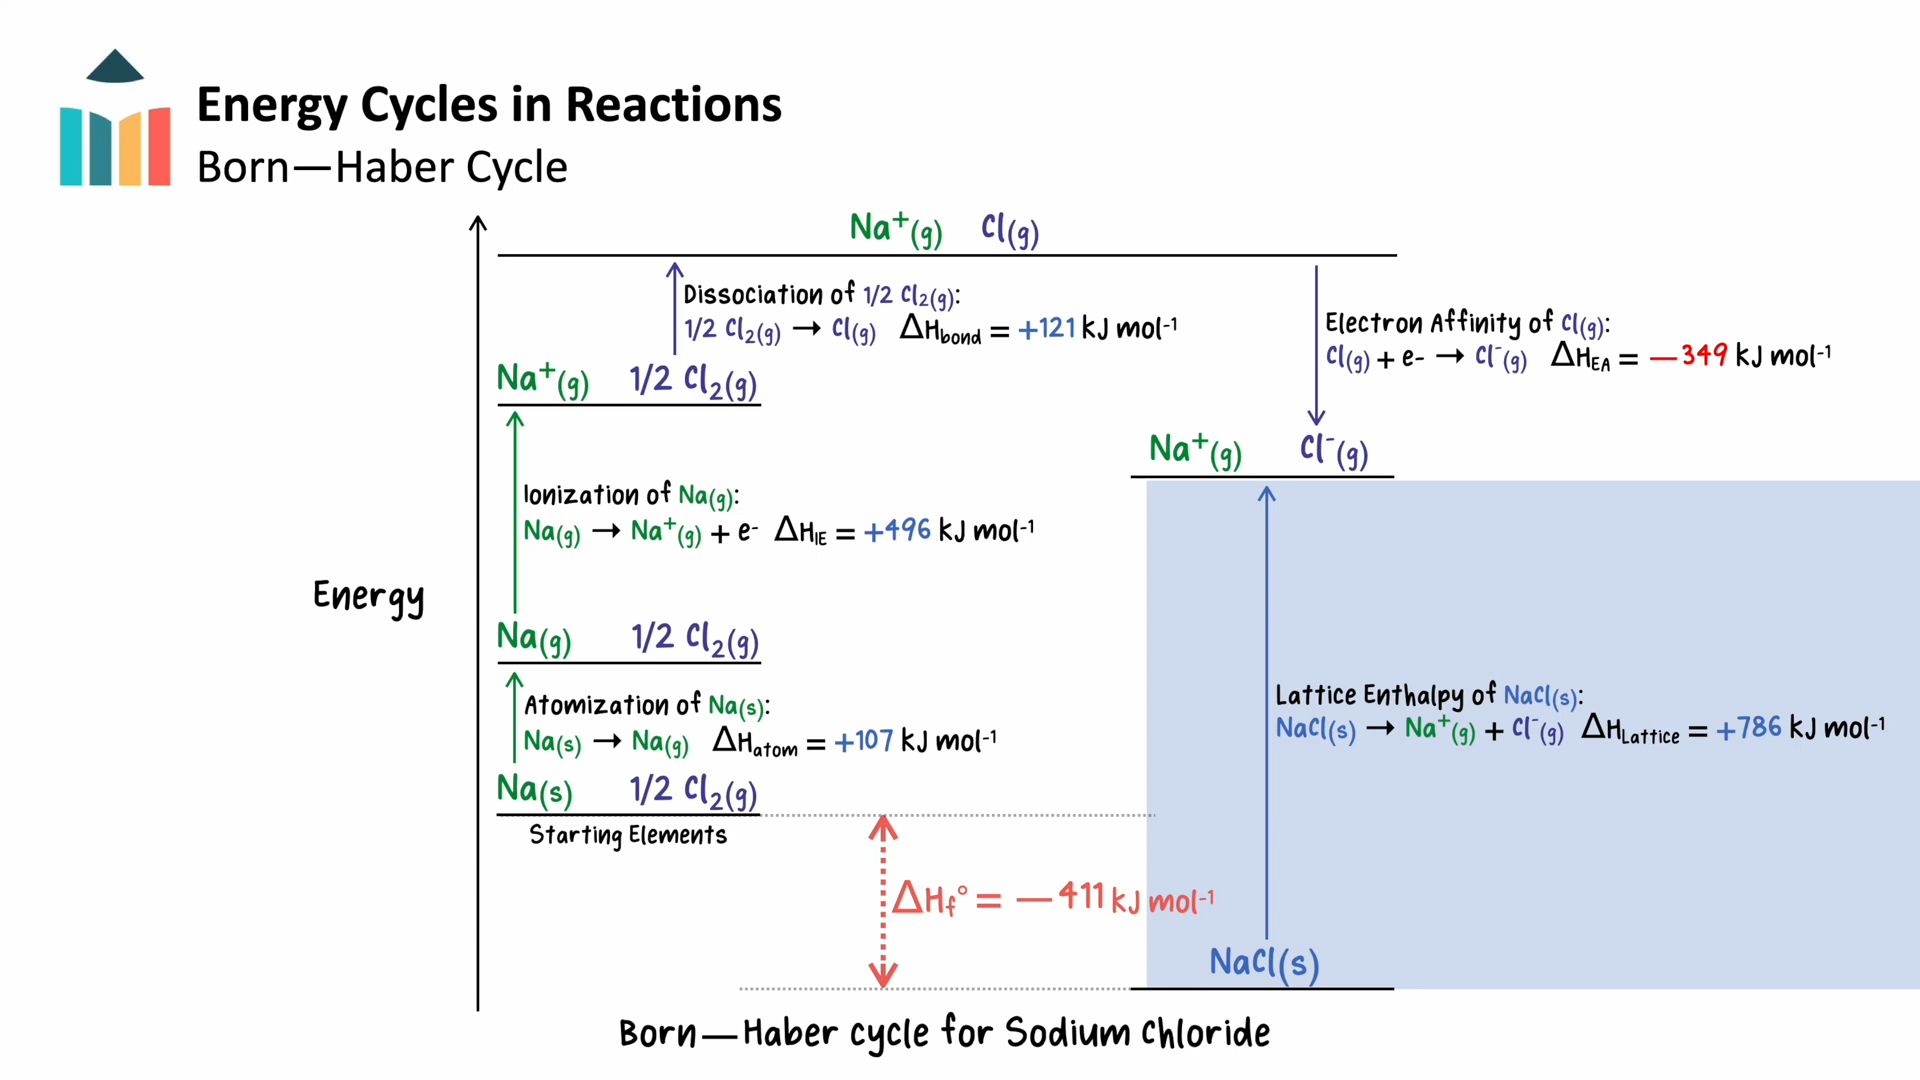 Energy Cycles in Reactions
Born—Haber Cycle
Na⁺(g) Cl(g)
Dissociation of 1/2 Cl₂(g):
1/2 Cl₂(g) → Cl(g) ΔHbond = +121 kJ mol⁻¹
Electron Affinity of Cl(g):
Cl(g) + e- → Cl⁻(g) ΔHEA = —349 kJ mol⁻¹
Na⁺(g) 1/2 Cl₂(g)
Na⁺(g) Cl⁻(g)
Ionization of Na(g):
Na(g) → Na⁺(g) + e- ΔHIE = +496 kJ mol⁻¹
Energy
Na(g) 1/2 Cl₂(g)
Atomization of Na(s):
Na(s) → Na(g) ΔHatom = +107 kJ mol⁻¹
Lattice Enthalpy of NaCl(s):
NaCl(s) → Na⁺(g) + Cl⁻(g) ΔHLattice = +786 kJ mol⁻¹
Na(s) 1/2 Cl₂(g)
Starting Elements
ΔHf° = —411 kJ mol⁻¹
NaCl(s)
Born—Haber cycle for Sodium Chloride